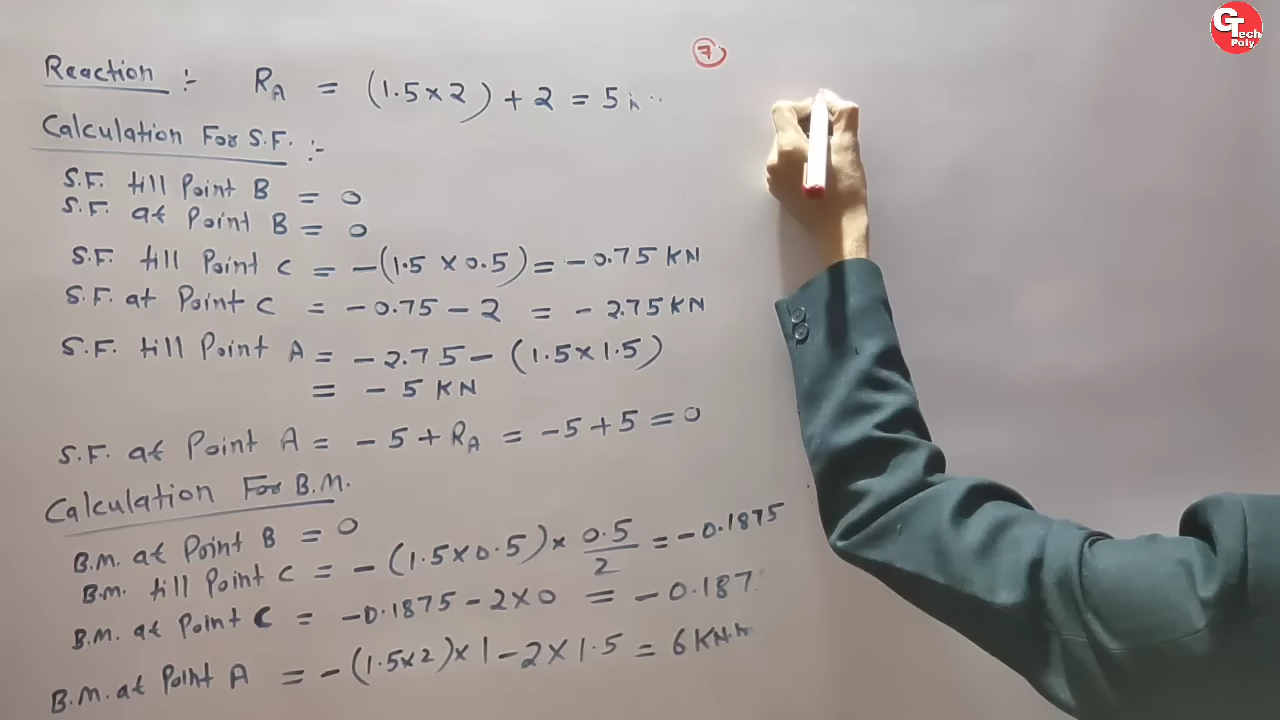 7
GTech Poly
Reaction :- RA = (1.5×2) + 2 = 5
Calculation For S.F. :-
S.F. till Point B = 0
S.F. at Point B = 0
S.F. till Point C = -(1.5 ×0.5) = -0.75 KN
S.F. at Point C = -0.75 - 2 = - 2.75 KN
S.F. till Point A = -2.75 - (1.5×1.5)
= - 5 KN
S.F. at Point A = -5 + RA = -5+5 = 0
Calculation For B.M.
B.M. at Point B = 0
B.M. till Point C = -(1.5×0.5) × 0.5/2 = -0.1875
B.M. at Point C = -0.1875 - 2×0 = -0.187
B.M. at Point A = -(1.5×2)×1 - 2×1.5 = 6 KN.